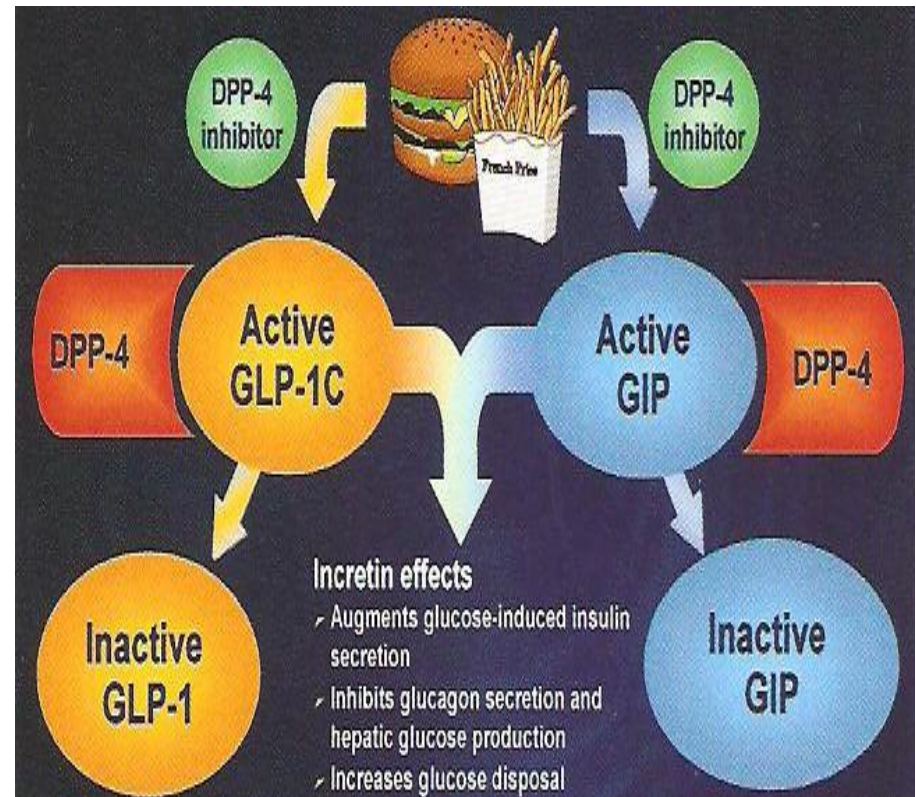 DPP-4
inhibitor
DPP-4
inhibitor
French Fries
DPP-4
Active
GLP-1C
Active
GIP
DPP-4
Inactive
GLP-1
Incretin effects
Augments glucose-induced insulin
secretion
Inhibits glucagon secretion and
hepatic glucose production
Increases glucose disposal
Inactive
GIP